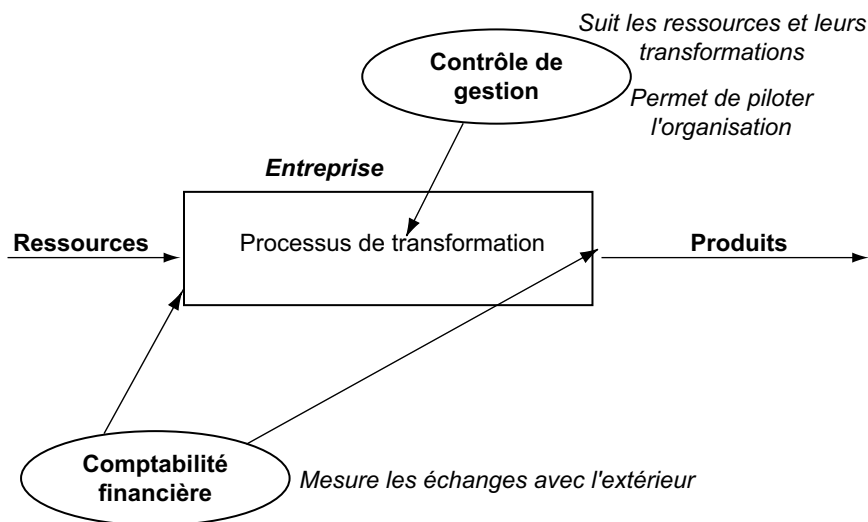 Suit les ressources et leurs
transformations
Contrôle de
gestion
Permet de piloter
l'organisation
Entreprise
Ressources
Processus de transformation
Produits
Comptabilité
financière
Mesure les échanges avec l'extérieur